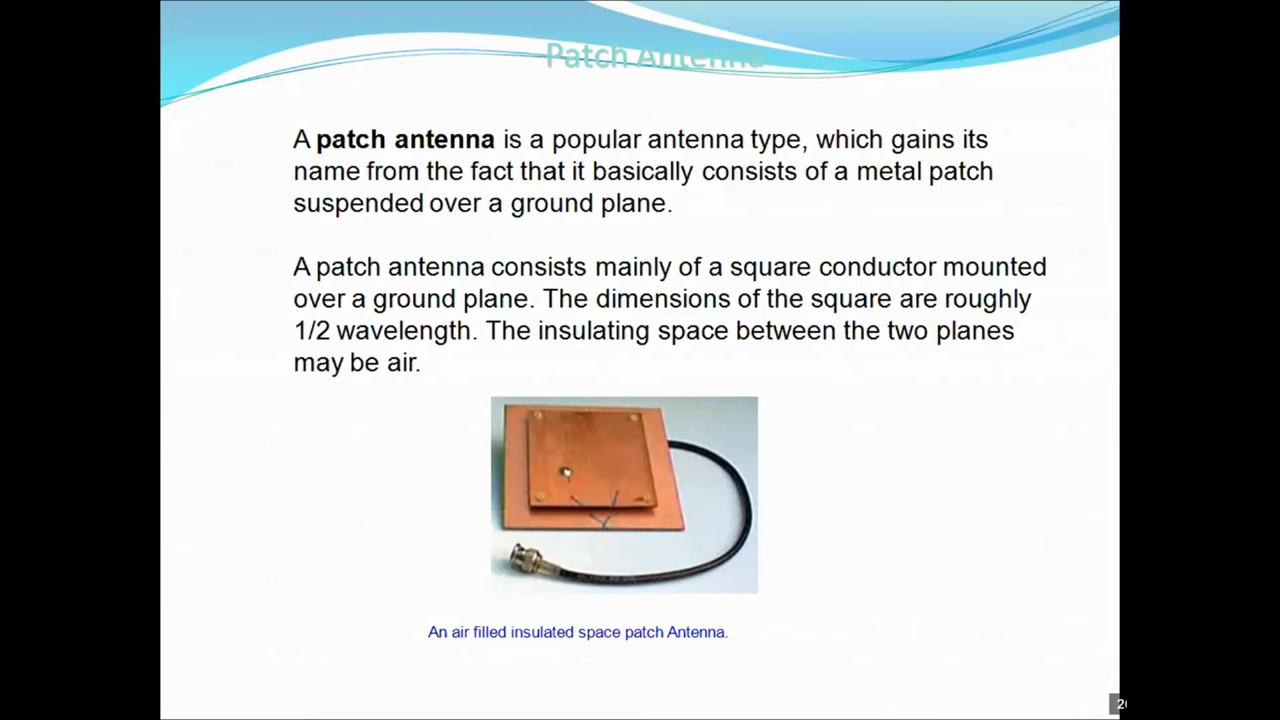 Patch Antenna
A patch antenna is a popular antenna type, which gains its
name from the fact that it basically consists of a metal patch
suspended over a ground plane.
A patch antenna consists mainly of a square conductor mounted
over a ground plane. The dimensions of the square are roughly
1/2 wavelength. The insulating space between the two planes
may be air.
An air filled insulated space patch Antenna.